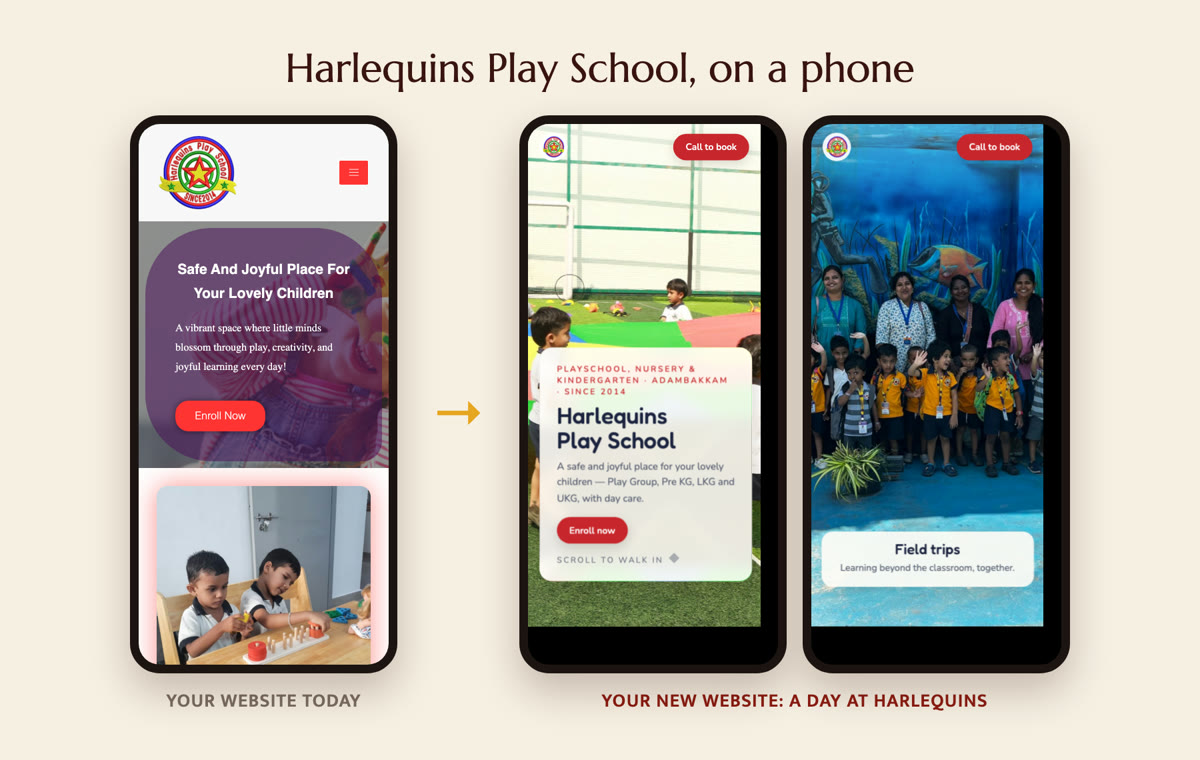 Harlequins Play School, on a phone
Harlequins Play School
SINCE2014
Safe And Joyful Place For
Your Lovely Children
A vibrant space where little minds
blossom through play, creativity, and
joyful learning every day!
Enroll Now
YOUR WEBSITE TODAY
Call to book
PLAYSCHOOL, NURSERY &
KINDERGARTEN · ADAMBAKKAM
· SINCE 2014
Harlequins
Play School
A safe and joyful place for your lovely
children — Play Group, Pre KG, LKG and
UKG, with day care.
Enroll now
SCROLL TO WALK IN
Call to book
Field trips
Learning beyond the classroom, together.
YOUR NEW WEBSITE: A DAY AT HARLEQUINS